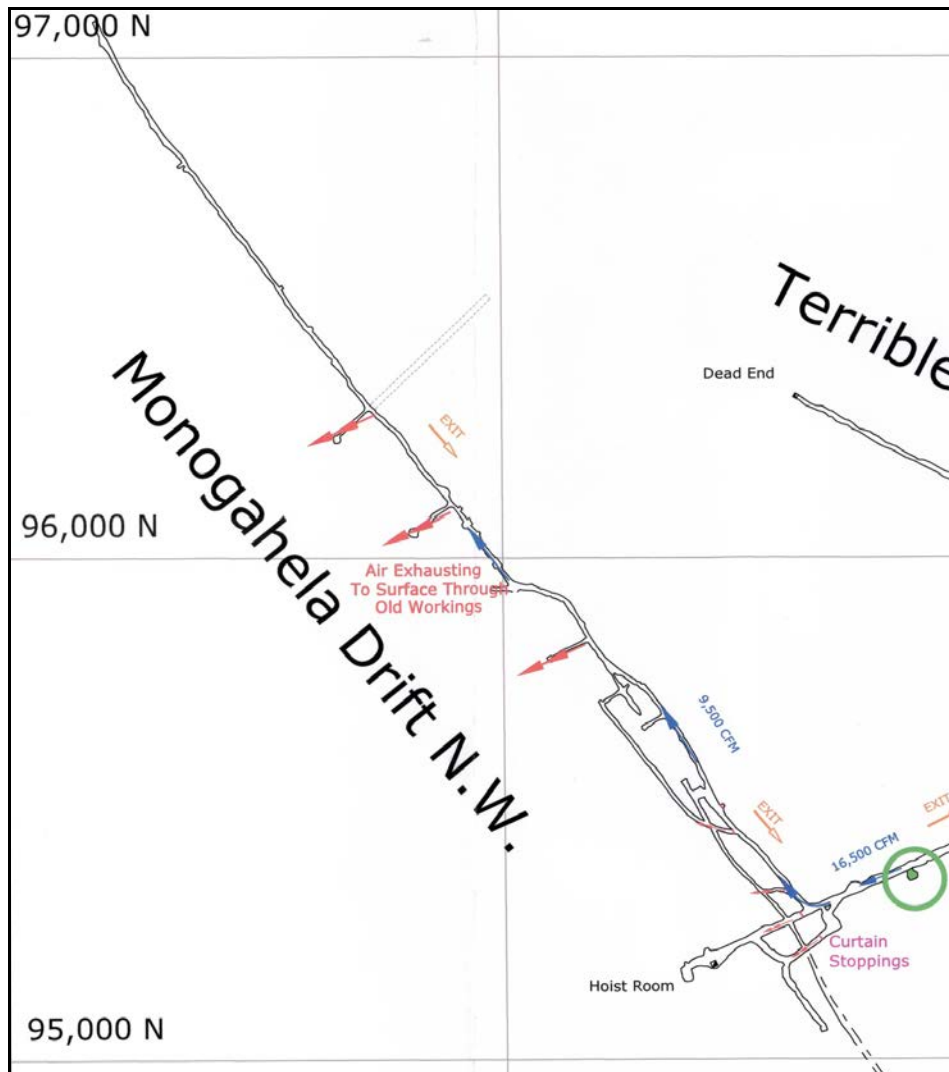 97,000 N
Terrible
Dead End
EXIT
Monogahela Drift N.W.
96,000 N
Air Exhausting
To Surface Through
Old Workings
9,500 CFM
EXIT
EXIT
16,500 CFM
Curtain
Stoppings
Hoist Room
95,000 N